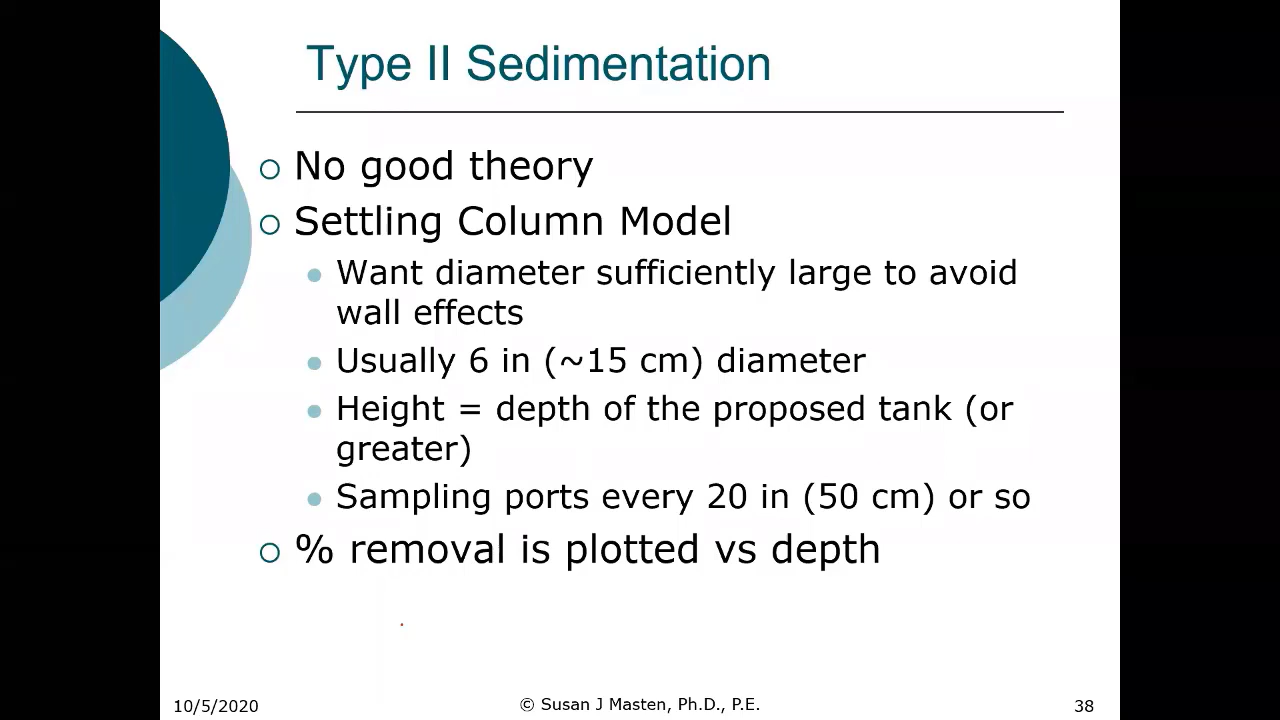 Type II Sedimentation
No good theory
Settling Column Model
Want diameter sufficiently large to avoid
wall effects
Usually 6 in (~15 cm) diameter
Height = depth of the proposed tank (or
greater)
Sampling ports every 20 in (50 cm) or so
% removal is plotted vs depth
10/5/2020
© Susan J Masten, Ph.D., P.E.
38